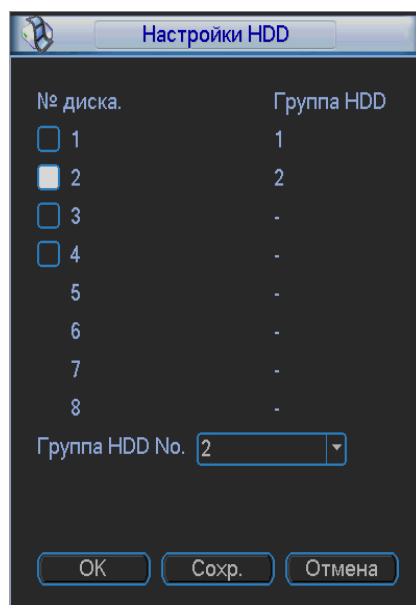 Настройки HDD
№ диска. Группа HDD
1 1
2 2
3 -
4 -
5 -
6 -
7 -
8 -
Группа HDD No. 2
OK Сохр. Отмена